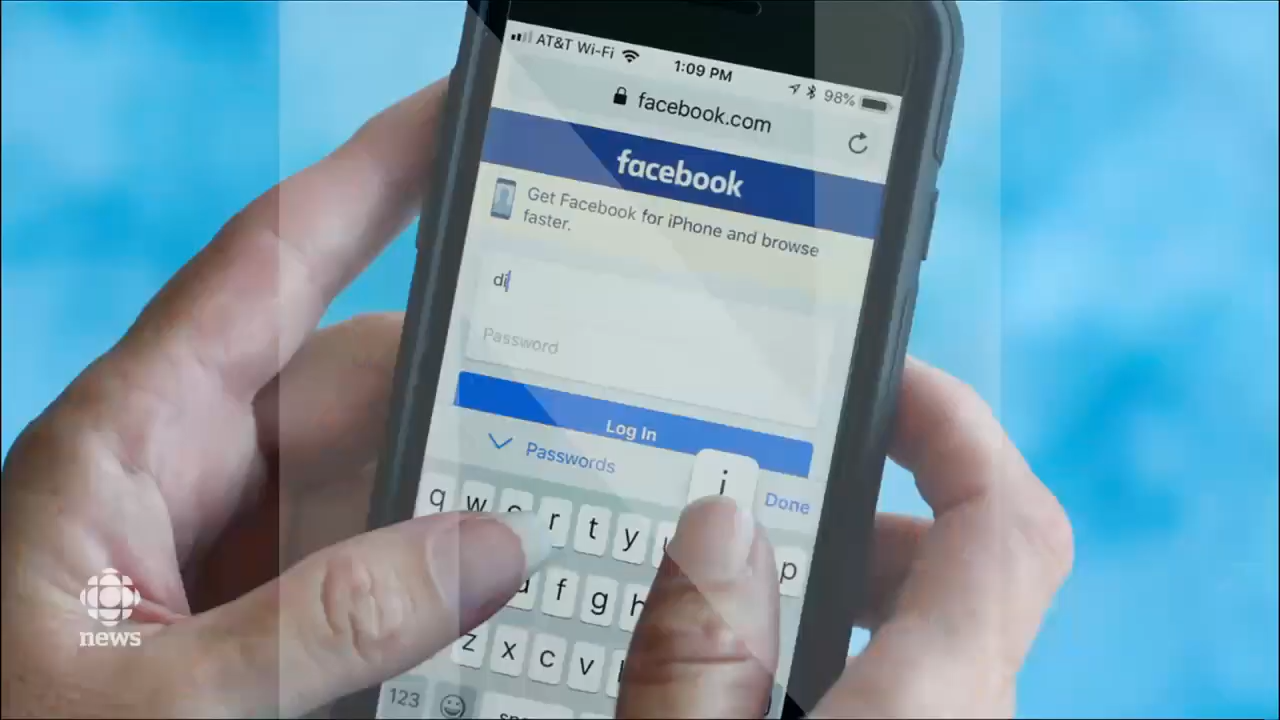 AT&T Wi-Fi 1:09 PM 98%
facebook.com
facebook
Get Facebook for iPhone and browse
faster.
di
Password
Log In
Passwords Done
i
q w e r t y p
d f g h
z x c v
123
news